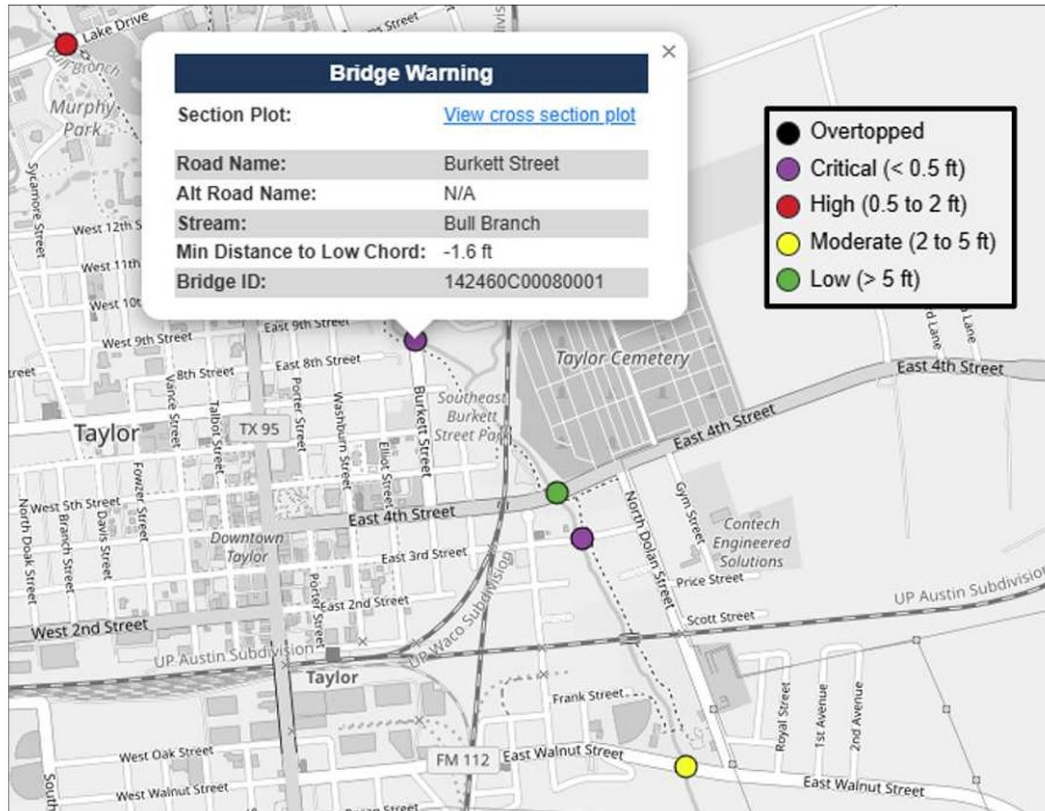 Lake Drive
Bull Branch
Murphy
Park
Sycamore Street
×
Bridge Warning
Section Plot: View cross section plot
Road Name: Burkett Street
Alt Road Name: N/A
Stream: Bull Branch
Min Distance to Low Chord: -1.6 ft
Bridge ID: 142460C00080001
Overtopped
Critical (< 0.5 ft)
High (0.5 to 2 ft)
Moderate (2 to 5 ft)
Low (> 5 ft)
West 12th S
West 11th
West 10t
West 9th Street
East 9th Street
East 8th Street
8th Street
reet
Vance Street
Talbot Street
Porter Street
Washburn Street
Elliot Street
Burkett Street
Southeast
Burkett
Street Park
Taylor Cemetery
Lane
East 4th Street
East 4th Street
Taylor
TX 95
West 5th Street
Fowzer Street
North Doak Street
Branch Street
Davis Street
East 4th Street
Downtown
Taylor
East 3rd Street
North Dolan Street
Gym Street
Contech
Engineered
Solutions
Price Street
Porter Street
East 2nd Street
West 2nd Street
UP Waco Subdivision
Scott Street
UP Austin Subdivision
UP Austin Subdivision
Taylor
Frank Street
Royal Street
1st Avenue
2nd Avenue
West Oak Street
FM 112
East Walnut Street
East Walnut Street
West Walnut Street
South